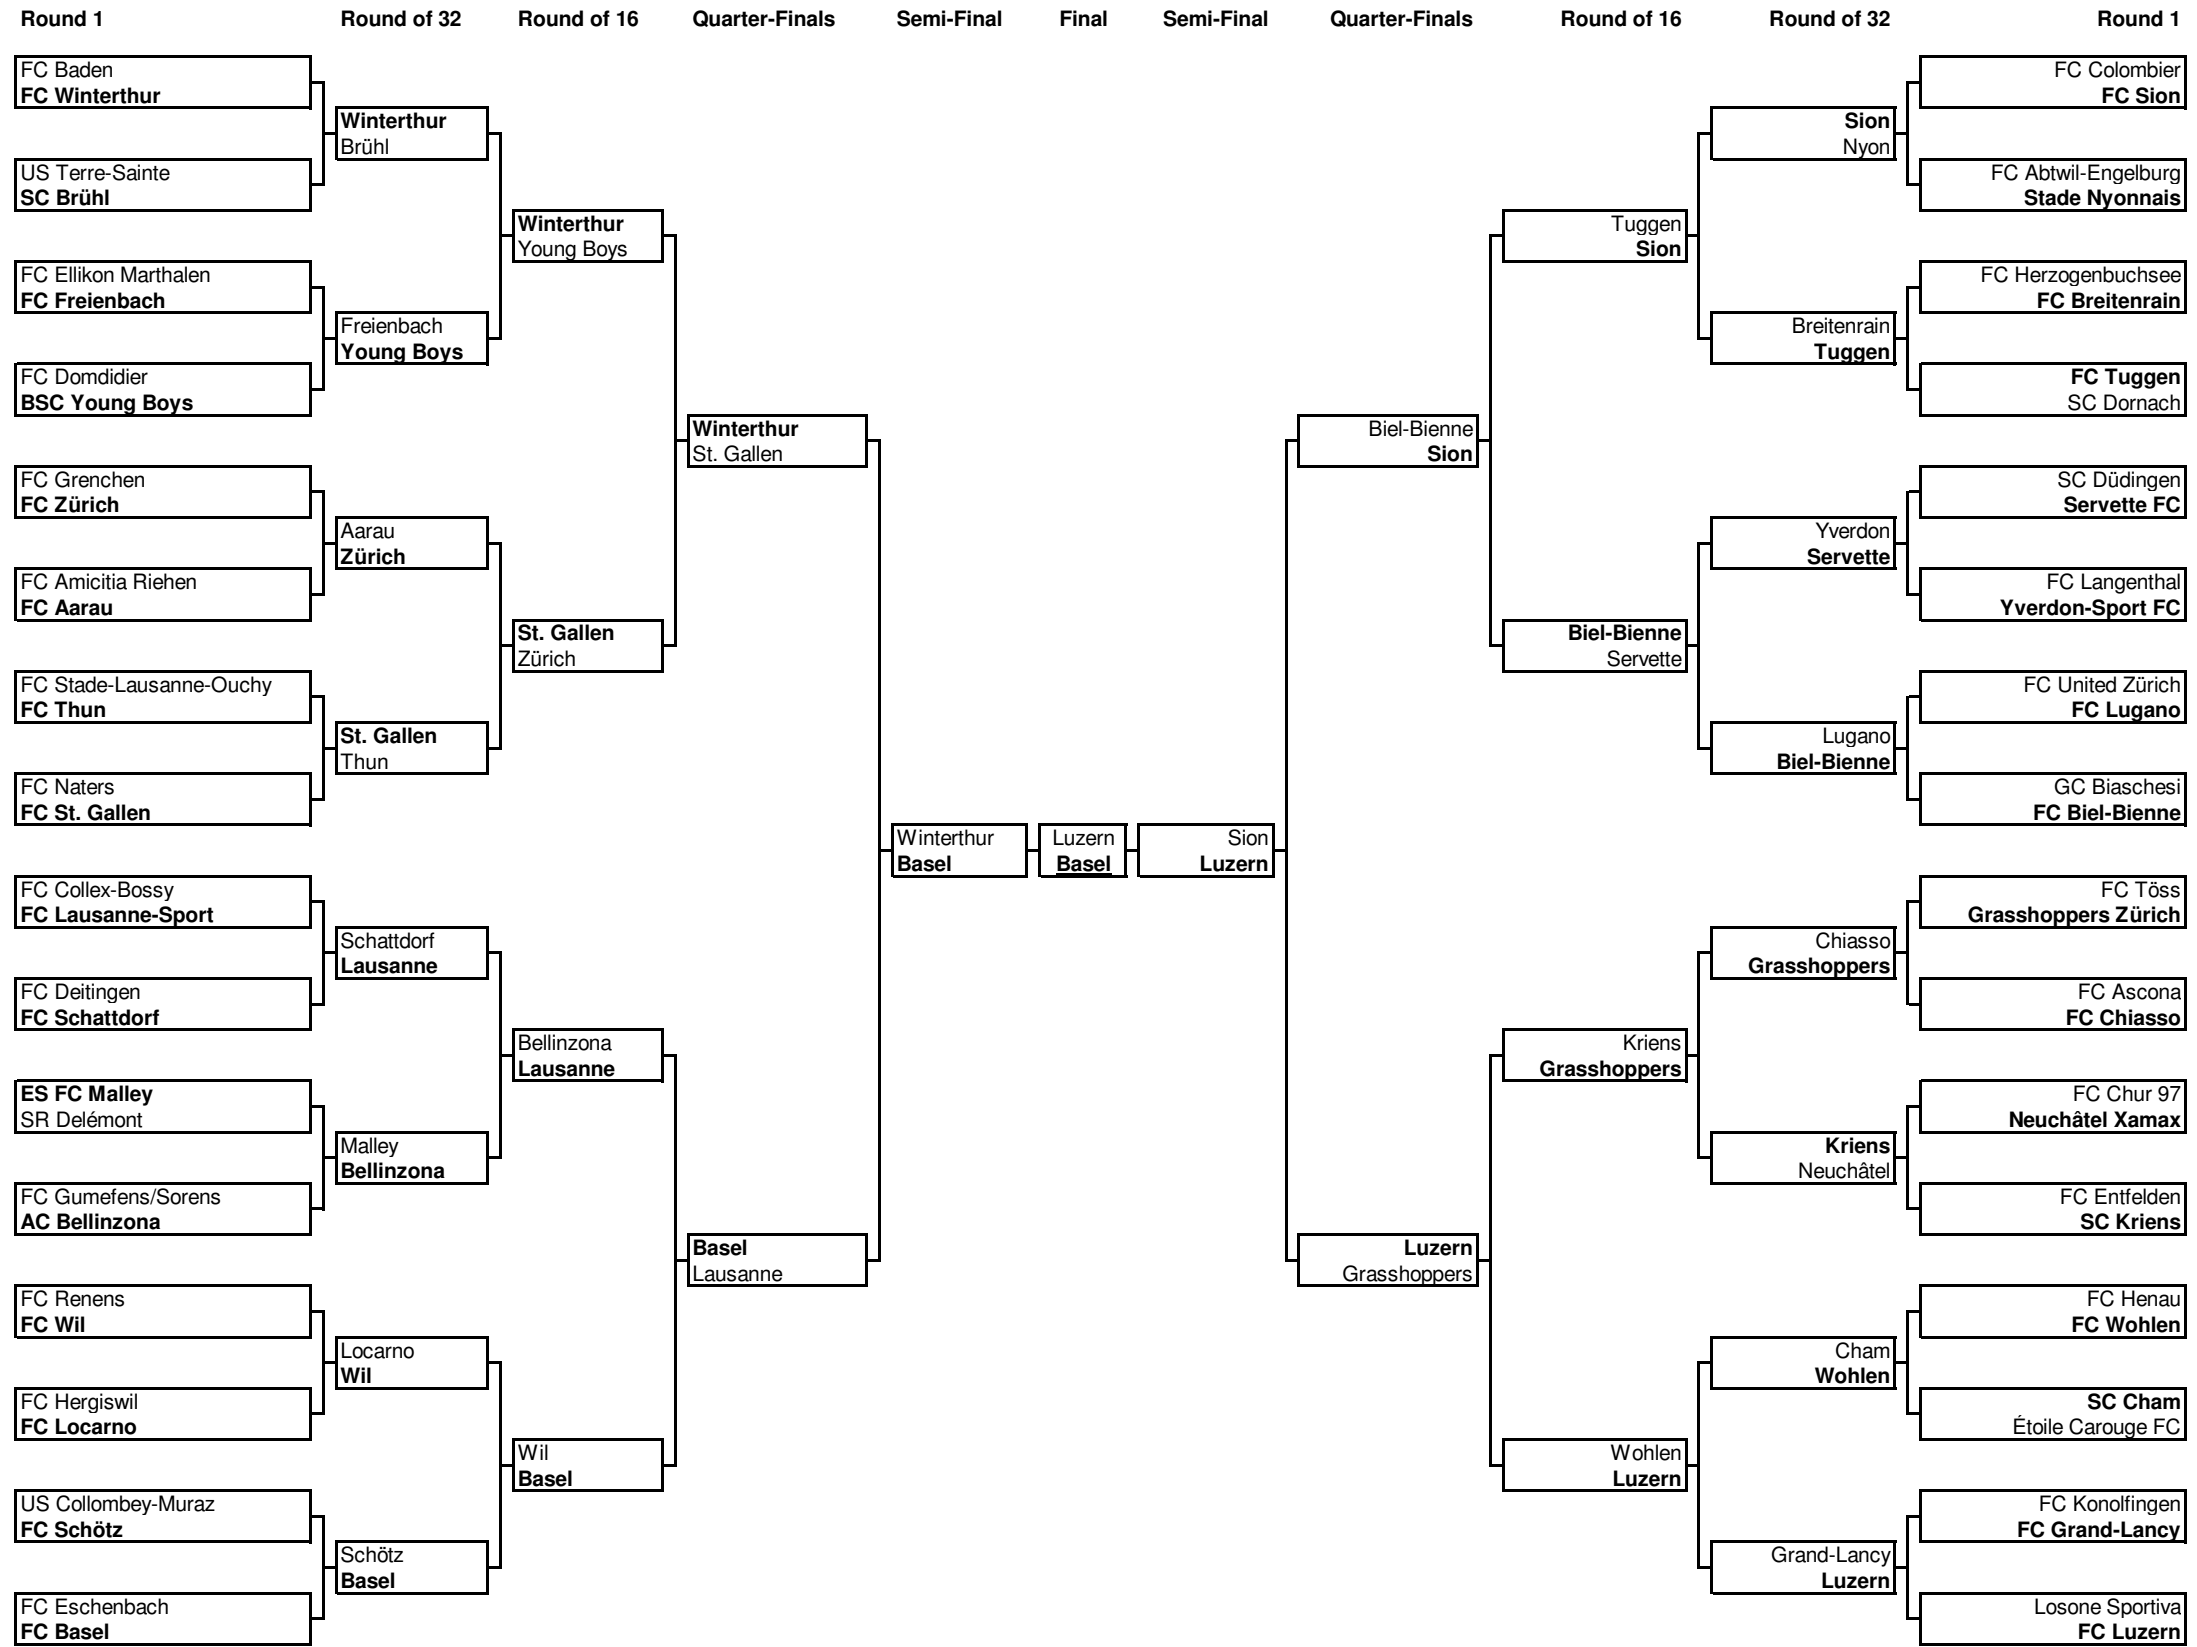 Round 1
Round of 32
Round of 16
Quarter-Finals
Semi-Final
Final
Semi-Final
Quarter-Finals
Round of 16
Round of 32
Round 1
FC Baden
FC Winterthur
US Terre-Sainte
SC Brühl
FC Ellikon Marthalen
FC Freienbach
FC Domdidier
BSC Young Boys
FC Grenchen
FC Zürich
FC Amicitia Riehen
FC Aarau
FC Stade-Lausanne-Ouchy
FC Thun
FC Naters
FC St. Gallen
FC Collex-Bossy
FC Lausanne-Sport
FC Deitingen
FC Schattdorf
ES FC Malley
SR Delémont
FC Gumefens/Sorens
AC Bellinzona
FC Renens
FC Wil
FC Hergiswil
FC Locarno
US Collombey-Muraz
FC Schötz
FC Eschenbach
FC Basel
Winterthur
Brühl
Freienbach
Young Boys
Aarau
Zürich
St. Gallen
Thun
Schattdorf
Lausanne
Malley
Bellinzona
Locarno
Wil
Schötz
Basel
Winterthur
Young Boys
St. Gallen
Zürich
Bellinzona
Lausanne
Wil
Basel
Winterthur
St. Gallen
Basel
Lausanne
Winterthur
Basel
Luzern
Basel
Sion
Luzern
Biel-Bienne
Sion
Luzern
Grasshoppers
Tuggen
Sion
Biel-Bienne
Servette
Kriens
Grasshoppers
Wohlen
Luzern
Sion
Nyon
Breitenrain
Tuggen
Yverdon
Servette
Lugano
Biel-Bienne
Chiasso
Grasshoppers
Kriens
Neuchâtel
Cham
Wohlen
Grand-Lancy
Luzern
FC Colombier
FC Sion
FC Abtwil-Engelburg
Stade Nyonnais
FC Herzogenbuchsee
FC Breitenrain
FC Tuggen
SC Dornach
SC Düdingen
Servette FC
FC Langenthal
Yverdon-Sport FC
FC United Zürich
FC Lugano
GC Biaschesi
FC Biel-Bienne
FC Töss
Grasshoppers Zürich
FC Ascona
FC Chiasso
FC Chur 97
Neuchâtel Xamax
FC Entfelden
SC Kriens
FC Henau
FC Wohlen
SC Cham
Étoile Carouge FC
FC Konolfingen
FC Grand-Lancy
Losone Sportiva
FC Luzern